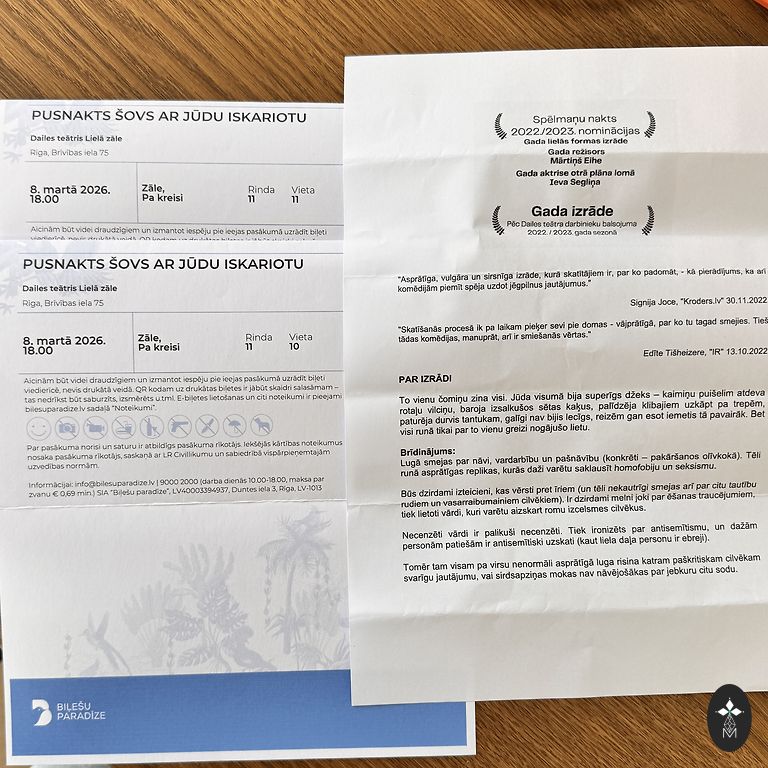 PUSNAKTS ŠOVS AR JŪDU ISKARIOTU
Dailes teātris Lielā zāle
Rīga, Brīvības iela 75
8. martā 2026.
18.00
Zāle,
Pa kreisi
Rinda
11
Vieta
11
Aicinām būt videi draudzīgiem un izmantot iespēju pie ieejas pasākumā uzrādīt biļeti
PUSNAKTS ŠOVS AR JŪDU ISKARIOTU
Dailes teātris Lielā zāle
Rīga, Brīvības iela 75
8. martā 2026.
18.00
Zāle,
Pa kreisi
Rinda
11
Vieta
10
Aicinām būt videi draudzīgiem un izmantot iespēju pie ieejas pasākumā uzrādīt biļeti
viedierīcē, nevis drukātā veidā. QR kodam uz drukātas biļetes ir jābūt skaidri salasāmam –
tas nedrīkst būt saburzīts, izsmērēts u.tml. E-biļetes lietošanas un citi noteikumi ir pieejami
bilesuparadize.lv sadaļā "Noteikumi".
Par pasākuma norisi un saturu ir atbildīgs pasākuma rīkotājs. Iekšējās kārtības noteikumus
nosaka pasākuma rīkotājs, saskaņā ar LR Civillikumu un sabiedrībā vispārpieņemtajām
uzvedības normām.
Informācijai: info@bilesuparadize.lv | 9000 2000 (darba dienās 10.00-18.00, maksa par
zvanu € 0,69 min.) SIA "Biļešu paradīze", LV40003394937, Duntes iela 3, Rīga, LV-1013
BIĻEŠU
PARADĪZE
Spēlmaņu nakts
2022./2023. nominācijas
Gada lielās formas izrāde
Gada režisors
Mārtiņš Eihe
Gada aktrise otrā plāna lomā
Ieva Segliņa
Gada izrāde
Pēc Dailes teātra darbinieku balsojuma
2022. / 2023. gada sezonā
"Asprātīga, vulgāra un sirsnīga izrāde, kurā skatītājiem ir, par ko padomāt, - kā pierādījums, ka arī
komēdijām piemīt spēja uzdot jēgpilnus jautājumus."
Signija Joce, "Kroders.lv" 30.11.2022
"Skatīšanās procesā ik pa laikam pieķer sevi pie domas - vājprātīgā, par ko tu tagad smejies. Tieši
tādas komēdijas, manuprāt, arī ir smiešanās vērtas."
Edīte Tišheizere, "IR" 13.10.2022
PAR IZRĀDI
To vienu čomiņu zina visi. Jūda visumā bija superīgs džeks – kaimiņu puišelim atdeva
rotaļu vilciņu, baroja izsalkušos sētas kaķus, palīdzēja klibajiem uzkāpt pa trepēm,
paturēja durvis tantukam, galīgi nav bijis lecīgs, reizēm gan esot iemetis tā pavairāk. Bet
visi runā tikai par to vienu greizi nogājušo lietu.
Brīdinājums:
Lugā smejas par nāvi, vardarbību un pašnāvību (konkrēti – pakāršanos olīvkokā). Tēli
runā asprātīgas replikas, kurās daži varētu saklausīt homofobiju un seksismu.
Būs dzirdami izteicieni, kas vērsti pret īriem (un tēli nekautrīgi smejas arī par citu tautību
rudiem un vasarraibumainiem cilvēkiem). Ir dzirdami melni joki par ēšanas traucējumiem,
tiek lietoti vārdi, kuri varētu aizskart romu izcelsmes cilvēkus.
Necenzēti vārdi ir palikuši necenzēti. Tiek ironizēts par antisemītismu, un dažām
personām patiešām ir antisemītiski uzskati (kaut liela daļa personu ir ebreji).
Tomēr tam visam pa virsu nenormāli asprātīgā luga risina katram paškritiskam cilvēkam
svarīgu jautājumu, vai sirdsapziņas mokas nav nāvējošākas par jebkuru citu sodu.
M